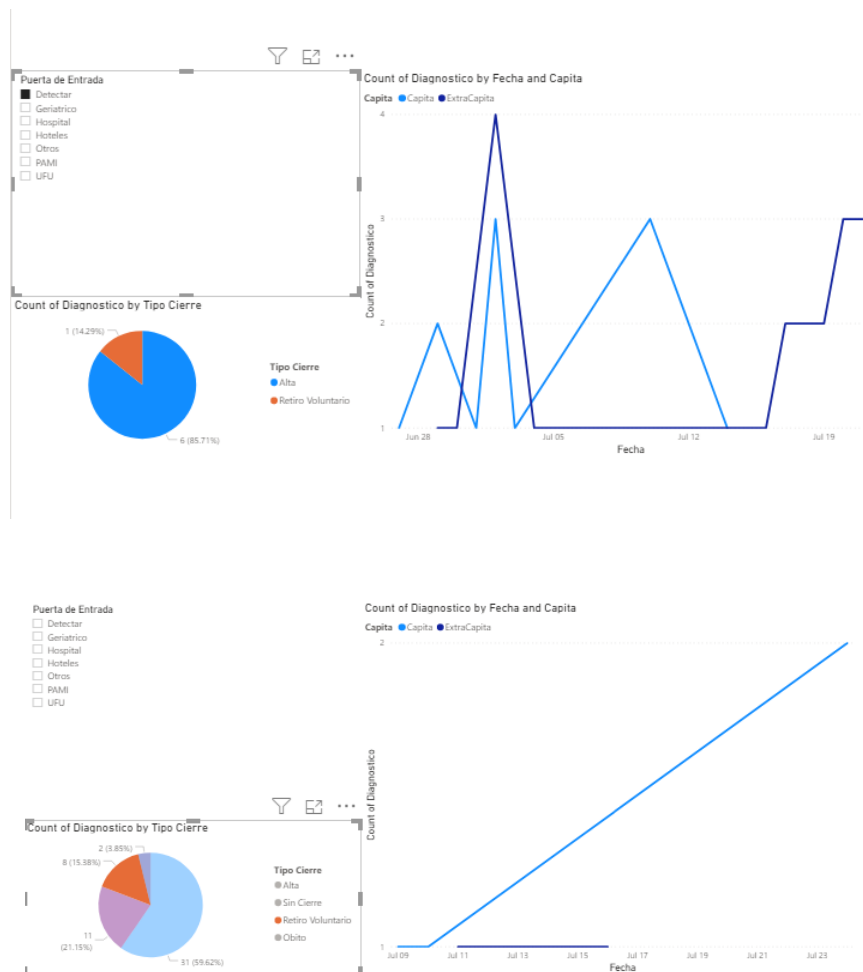 Puerta de Entrada
Detectar
Geriatrico
Hospital
Hoteles
Otros
PAMI
UFU
Count of Diagnostico by Fecha and Capita
Capita Capita ExtraCapita
4
3
2
1
Count of Diagnostico
Jun 28 Jul 05 Jul 12 Jul 19
Fecha
Count of Diagnostico by Tipo Cierre
1 (14.29%)
6 (85.71%)
Tipo Cierre
Alta
Retiro Voluntario
Puerta de Entrada
Detectar
Geriatrico
Hospital
Hoteles
Otros
PAMI
UFU
Count of Diagnostico by Fecha and Capita
Capita Capita ExtraCapita
2
1
Count of Diagnostico
Jul 09 Jul 11 Jul 13 Jul 15 Jul 17 Jul 19 Jul 21 Jul 23
Fecha
Count of Diagnostico by Tipo Cierre
2 (3.85%)
8 (15.38%)
11
(21.15%)
31 (59.62%)
Tipo Cierre
Alta
Sin Cierre
Retiro Voluntario
Obito